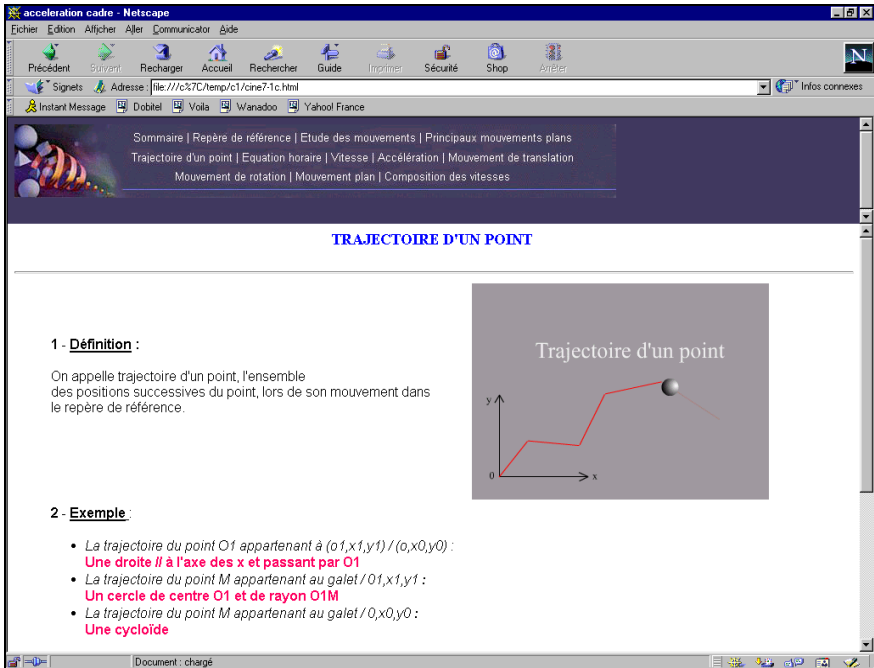 acceleration cadre - Netscape
Fichier Edition Afficher Aller Communicator Aide
Précédent Suivant Recharger Accueil Rechercher Guide Imprimer Sécurité Shop Arrêter
N
Signets Adresse : file:///c%7C/temp/c1/cine7-1c.html Infos connexes
Instant Message Dobitel Voila Wanadoo Yahoo! France
Sommaire | Repère de référence | Etude des mouvements | Principaux mouvements plans
Trajectoire d'un point | Equation horaire | Vitesse | Accélération | Mouvement de translation
Mouvement de rotation | Mouvement plan | Composition des vitesses
TRAJECTOIRE D'UN POINT
1 - Définition :
On appelle trajectoire d'un point, l'ensemble
des positions successives du point, lors de son mouvement dans
le repère de référence.
Trajectoire d'un point
y
0
x
2 - Exemple :
• La trajectoire du point O1 appartenant à (o1,x1,y1) / (o,x0,y0) :
Une droite // à l'axe des x et passant par O1
• La trajectoire du point M appartenant au galet / 01,x1,y1 :
Un cercle de centre O1 et de rayon O1M
• La trajectoire du point M appartenant au galet / 0,x0,y0 :
Une cycloïde
Document : chargé